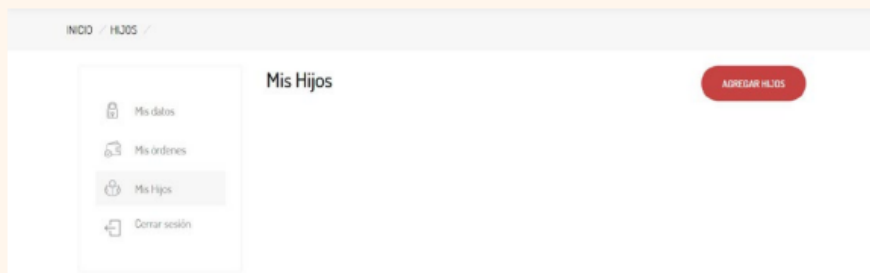 INICIO / HIJOS /
Mis Hijos
AGREGAR HIJOS
Mis datos
Mis órdenes
Mis Hijos
Cerrar sesión